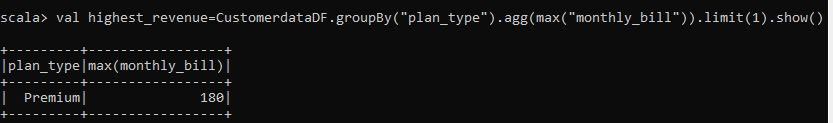 scala> val highest_revenue=CustomerdataDF.groupBy("plan_type").agg(max("monthly_bill")).limit(1).show()
+---------+-----------------+
|plan_type|max(monthly_bill)|
+---------+-----------------+
|  Premium|              180|
+---------+-----------------+